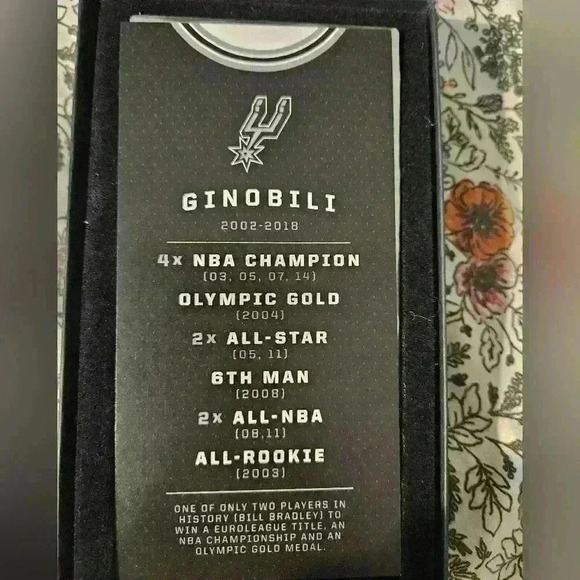 GINOBILI
2002-2018
4x NBA CHAMPION
(03, 05, 07, 14)
OLYMPIC GOLD
(2004)
2x ALL-STAR
(05, 11)
6TH MAN
(2008)
2x ALL-NBA
(08,11)
ALL-ROOKIE
(2003)
ONE OF ONLY TWO PLAYERS IN
HISTORY (BILL BRADLEY) TO
WIN A EUROLEAGUE TITLE, AN
NBA CHAMPIONSHIP AND AN
OLYMPIC GOLD MEDAL.